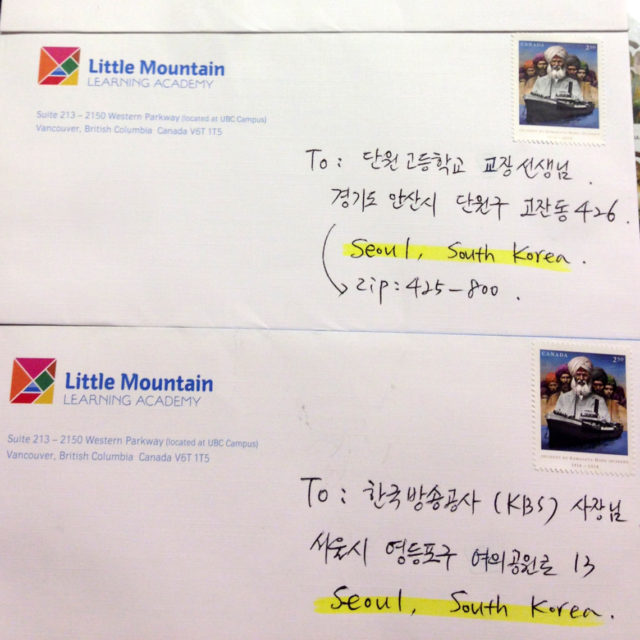 Little Mountain
LEARNING ACADEMY
Suite 213 – 2150 Western Parkway (located at UBC Campus)
Vancouver, British Columbia Canada V6T 1T5
CANADA 2.50
To : 단원고등학교 교장선생님 .
경기도 안산시 단원구 고잔동 426 .
Seoul, South Korea .
zip : 425 – 800 .
Little Mountain
LEARNING ACADEMY
Suite 213 – 2150 Western Parkway (located at UBC Campus)
Vancouver, British Columbia Canada V6T 1T5
CANADA 2.50
1914 – 2014
To : 한국방송공사 (KBS) 사장님
서울시 영등포구 여의공원로 13
Seoul, South Korea .